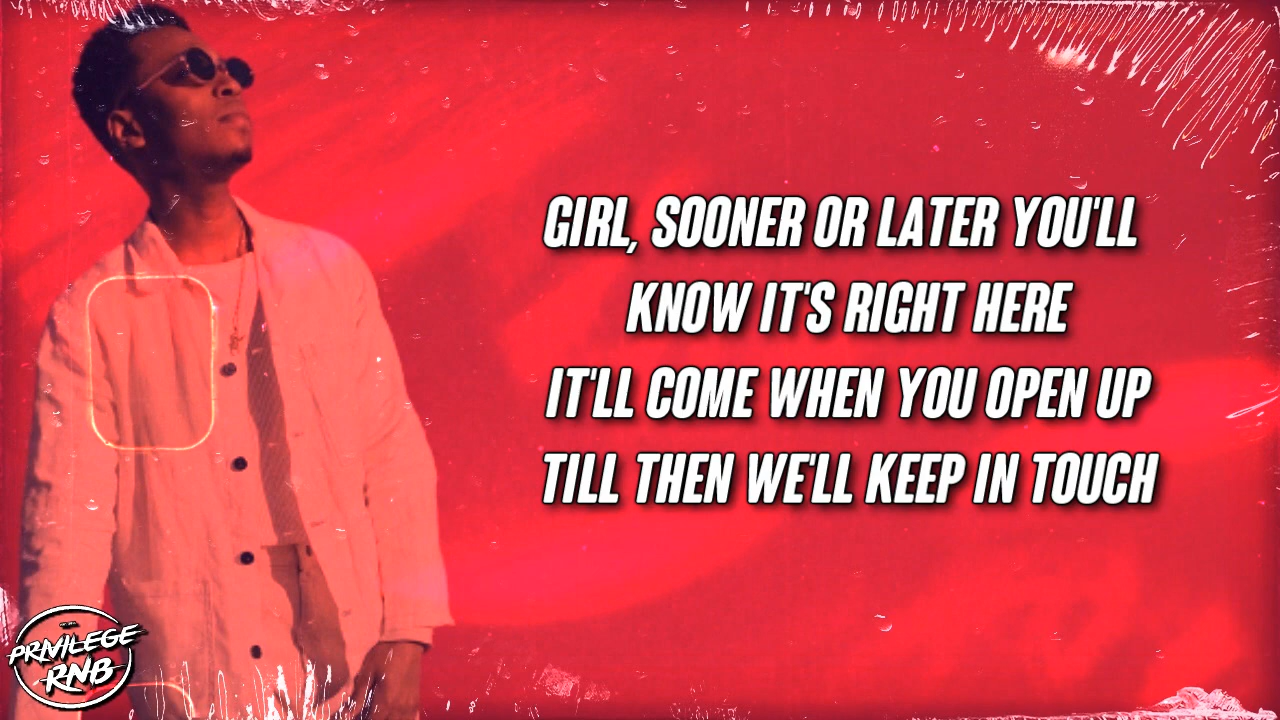 GIRL, SOONER OR LATER YOU'LL
KNOW IT'S RIGHT HERE
IT'LL COME WHEN YOU OPEN UP
TILL THEN WE'LL KEEP IN TOUCH
PRIVILEGE
RNB